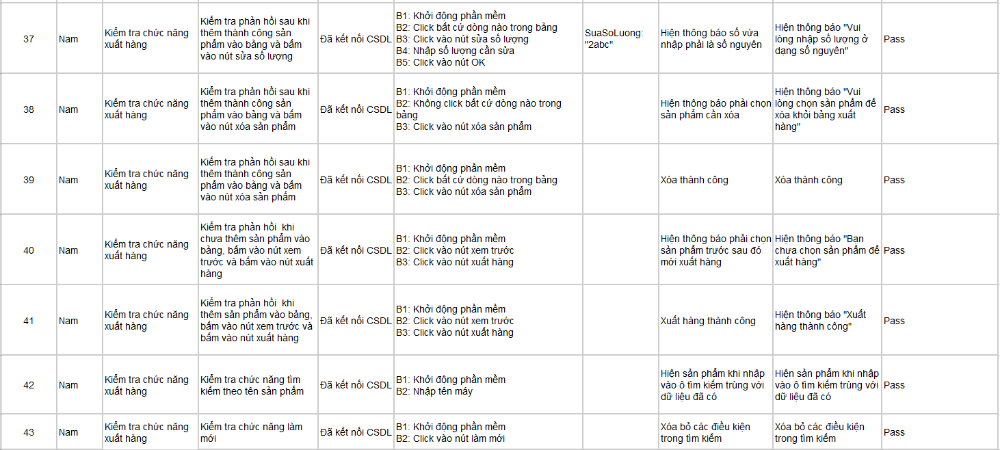 37
Nam
Kiểm tra chức năng
xuất hàng
Kiểm tra phản hồi sau khi
thêm thành công sản
phẩm vào bảng và bấm
vào nút sửa số lượng
Đã kết nối CSDL
B1: Khởi động phần mềm
B2: Click bất cứ dòng nào trong bảng
B3: Click vào nút sửa số lượng
B4: Nhập số lượng cần sửa
B5: Click vào nút OK
SuaSoLuong:
"2abc"
Hiện thông báo số vừa
nhập phải là số nguyên
Hiện thông báo "Vui
lòng nhập số lượng ở
dạng số nguyên"
Pass
38
Nam
Kiểm tra chức năng
xuất hàng
Kiểm tra phản hồi sau khi
thêm thành công sản
phẩm vào bảng và bấm
vào nút xóa sản phẩm
Đã kết nối CSDL
B1: Khởi động phần mềm
B2: Không click bất cứ dòng nào trong
bảng
B3: Click vào nút xóa sản phẩm
Hiện thông báo phải chọn
sản phẩm cần xóa
Hiện thông báo "Vui
lòng chọn sản phẩm để
xóa khỏi bảng xuất
hàng"
Pass
39
Nam
Kiểm tra chức năng
xuất hàng
Kiểm tra phản hồi sau khi
thêm thành công sản
phẩm vào bảng và bấm
vào nút xóa sản phẩm
Đã kết nối CSDL
B1: Khởi động phần mềm
B2: Click bất cứ dòng nào trong bảng
B3: Click vào nút xóa sản phẩm
Xóa thành công
Xóa thành công
Pass
40
Nam
Kiểm tra chức năng
xuất hàng
Kiểm tra phản hồi  khi
chưa thêm sản phẩm vào
bảng, bấm vào nút xem
trước và bấm vào nút xuất
hàng
Đã kết nối CSDL
B1: Khởi động phần mềm
B2: Click vào nút xem trước
B3: Click vào nút xuất hàng
Hiện thông báo phải chọn
sản phẩm trước sau đó
mới xuất hàng
Hiện thông báo "Bạn
chưa chọn sản phẩm để
xuất hàng"
Pass
41
Nam
Kiểm tra chức năng
xuất hàng
Kiểm tra phản hồi  khi
thêm sản phẩm vào bảng,
bấm vào nút xem trước và
bấm vào nút xuất hàng
Đã kết nối CSDL
B1: Khởi động phần mềm
B2: Click vào nút xem trước
B3: Click vào nút xuất hàng
Xuất hàng thành công
Hiện thông báo "Xuất
hàng thành công"
Pass
42
Nam
Kiểm tra chức năng
xuất hàng
Kiểm tra chức năng tìm
kiếm theo tên sản phẩm
Đã kết nối CSDL
B1: Khởi động phần mềm
B2: Nhập tên máy
Hiện sản phẩm khi nhập
vào ô tìm kiếm trùng với
dữ liệu đã có
Hiện sản phẩm khi nhập
vào ô tìm kiếm trùng với
dữ liệu đã có
Pass
43
Nam
Kiểm tra chức năng
xuất hàng
Kiểm tra chức năng làm
mới
Đã kết nối CSDL
B1: Khởi động phần mềm
B2: Click vào nút làm mới
Xóa bỏ các điều kiện
trong tìm kiếm
Xóa bỏ các điều kiện
trong tìm kiếm
Pass